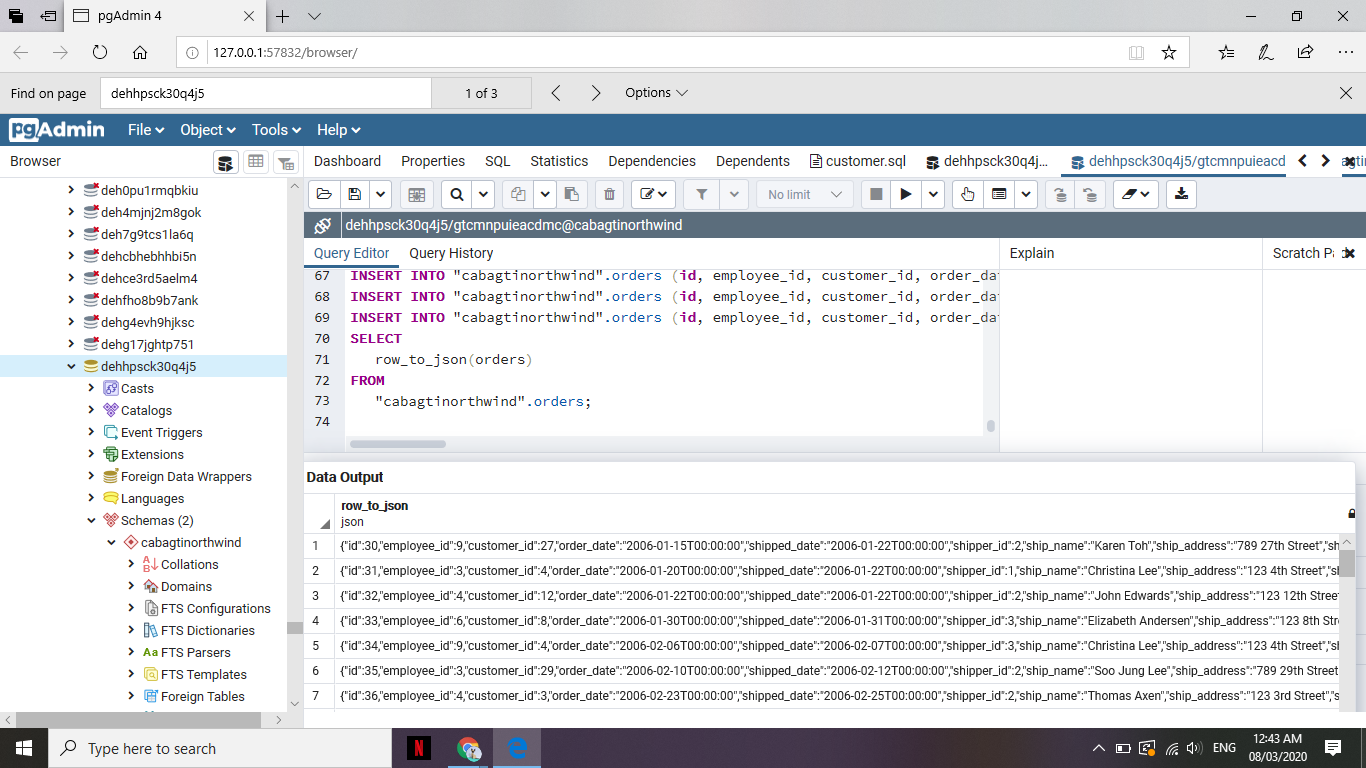 pgAdmin 4
127.0.0.1:57832/browser/
Find on page
dehhpsck30q4j5
1 of 3
Options
pgAdmin
File
Object
Tools
Help
Browser
Dashboard
Properties
SQL
Statistics
Dependencies
Dependents
customer.sql
dehhpsck30q4j...
dehhpsck30q4j5/gtcmnpuieacd
deh0pu1rmqbkiu
deh4mjnj2m8gok
deh7g9tcs1la6q
dehcbhebhhbi5n
dehce3rd5aelm4
dehfho8b9b7ank
dehg4evh9hjksc
dehg17jghtp751
dehhpsck30q4j5
Casts
Catalogs
Event Triggers
Extensions
Foreign Data Wrappers
Languages
Schemas (2)
cabagtinorthwind
Collations
Domains
FTS Configurations
FTS Dictionaries
FTS Parsers
FTS Templates
Foreign Tables
No limit
dehhpsck30q4j5/gtcmnpuieacdmc@cabagtinorthwind
Query Editor
Query History
Explain
Scratch Pa
67 INSERT INTO "cabagtinorthwind".orders (id, employee_id, customer_id, order_da
68 INSERT INTO "cabagtinorthwind".orders (id, employee_id, customer_id, order_da
69 INSERT INTO "cabagtinorthwind".orders (id, employee_id, customer_id, order_da
70 SELECT
71 row_to_json(orders)
72 FROM
73 "cabagtinorthwind".orders;
74
Data Output
row_to_json
json
1 {"id":30,"employee_id":9,"customer_id":27,"order_date":"2006-01-15T00:00:00","shipped_date":"2006-01-22T00:00:00","shipper_id":2,"ship_name":"Karen Toh","ship_address":"789 27th Street","sh
2 {"id":31,"employee_id":3,"customer_id":4,"order_date":"2006-01-20T00:00:00","shipped_date":"2006-01-22T00:00:00","shipper_id":1,"ship_name":"Christina Lee","ship_address":"123 4th Street","sl
3 {"id":32,"employee_id":4,"customer_id":12,"order_date":"2006-01-22T00:00:00","shipped_date":"2006-01-22T00:00:00","shipper_id":2,"ship_name":"John Edwards","ship_address":"123 12th Street
4 {"id":33,"employee_id":6,"customer_id":8,"order_date":"2006-01-30T00:00:00","shipped_date":"2006-01-31T00:00:00","shipper_id":3,"ship_name":"Elizabeth Andersen","ship_address":"123 8th Str
5 {"id":34,"employee_id":9,"customer_id":4,"order_date":"2006-02-06T00:00:00","shipped_date":"2006-02-07T00:00:00","shipper_id":3,"ship_name":"Christina Lee","ship_address":"123 4th Street","s
6 {"id":35,"employee_id":3,"customer_id":29,"order_date":"2006-02-10T00:00:00","shipped_date":"2006-02-12T00:00:00","shipper_id":2,"ship_name":"Soo Jung Lee","ship_address":"789 29th Street
7 {"id":36,"employee_id":4,"customer_id":3,"order_date":"2006-02-23T00:00:00","shipped_date":"2006-02-25T00:00:00","shipper_id":2,"ship_name":"Thomas Axen","ship_address":"123 3rd Street","s
Type here to search
ENG
12:43 AM
08/03/2020